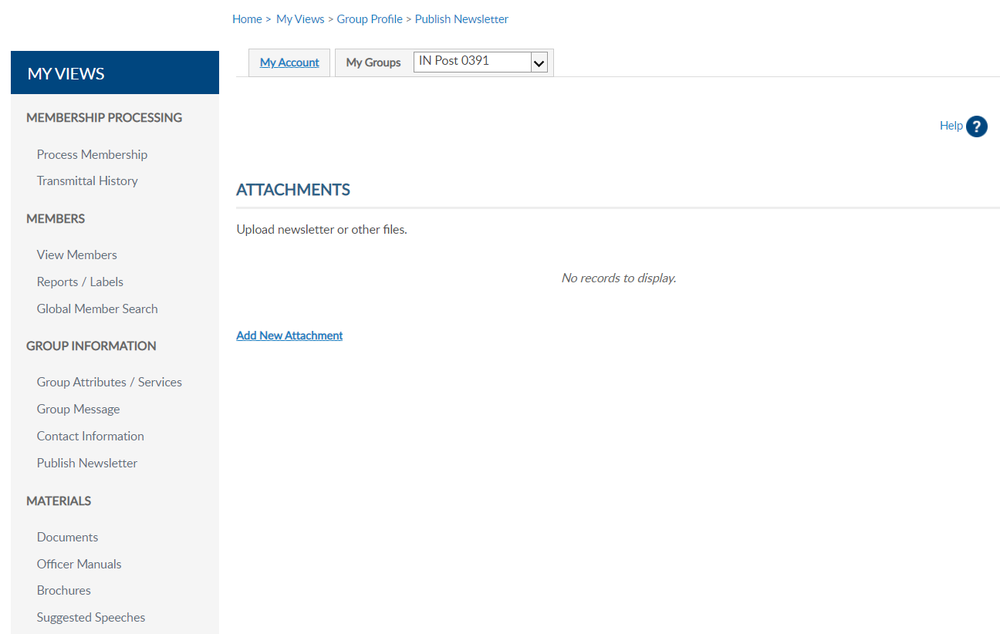 Home > My Views > Group Profile > Publish Newsletter
MY VIEWS
MEMBERSHIP PROCESSING
Process Membership
Transmittal History
MEMBERS
View Members
Reports / Labels
Global Member Search
GROUP INFORMATION
Group Attributes / Services
Group Message
Contact Information
Publish Newsletter
MATERIALS
Documents
Officer Manuals
Brochures
Suggested Speeches
My Account My Groups IN Post 0391
Help ?
ATTACHMENTS
Upload newsletter or other files.
No records to display.
Add New Attachment